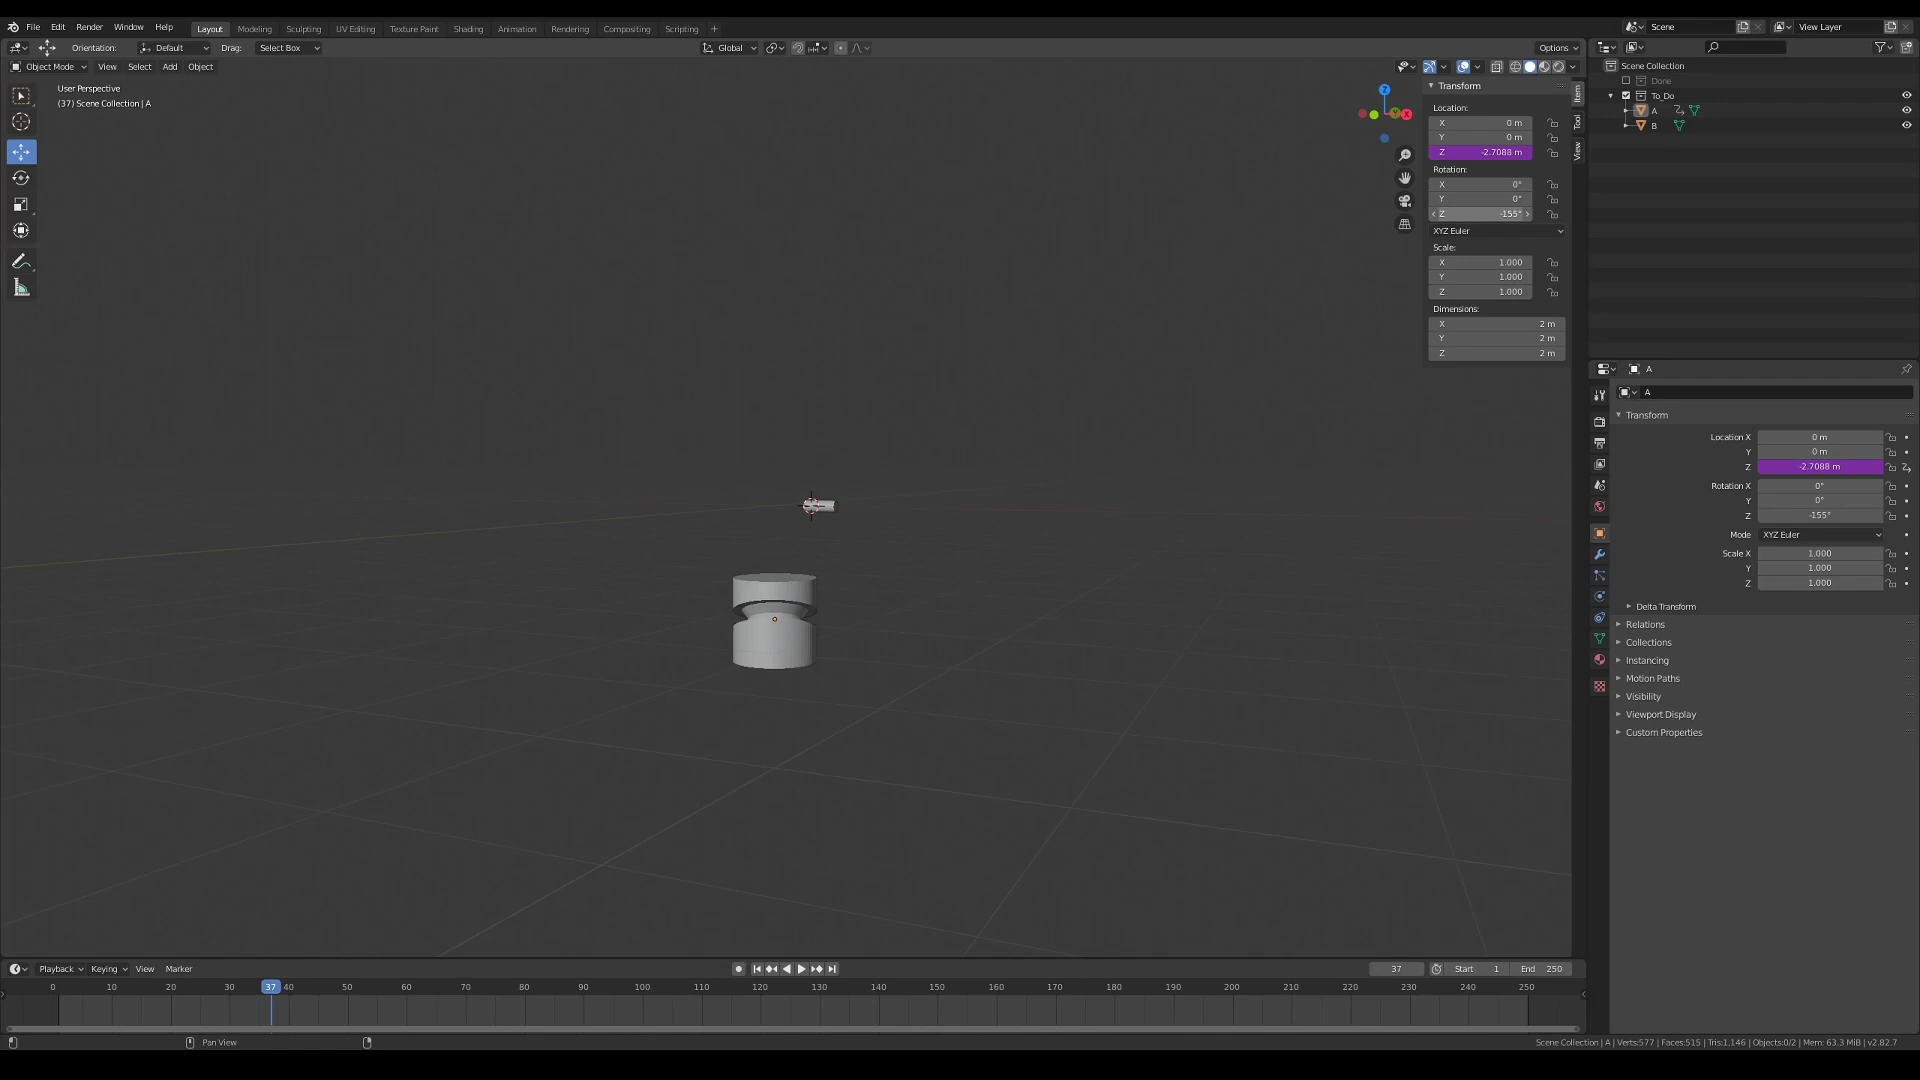 File Edit Render Window Help Layout Modeling Sculpting UV Editing Texture Paint Shading Animation Rendering Compositing Scripting + Scene View Layer
Orientation: Default Drag: Select Box Global Options
Object Mode View Select Add Object
User Perspective
(37) Scene Collection | A
Z
Y
X
Item
Tool
View
Transform
Location:
X 0 m
Y 0 m
Z -2.7088 m
Rotation:
X 0°
Y 0°
Z -155°
XYZ Euler
Scale:
X 1.000
Y 1.000
Z 1.000
Dimensions:
X 2 m
Y 2 m
Z 2 m
Scene Collection
Done
To_Do
A
B
A
A
Transform
Location X 0 m
Y 0 m
Z -2.7088 m
Rotation X 0°
Y 0°
Z -155°
Mode XYZ Euler
Scale X 1.000
Y 1.000
Z 1.000
Delta Transform
Relations
Collections
Instancing
Motion Paths
Visibility
Viewport Display
Custom Properties
Playback Keying View Marker 37 Start 1 End 250
0 10 20 30 37 40 50 60 70 80 90 100 110 120 130 140 150 160 170 180 190 200 210 220 230 240 250
Pan View
Scene Collection | A | Verts:577 | Faces:515 | Tris:1,146 | Objects:0/2 | Mem: 63.3 MiB | v2.82.7